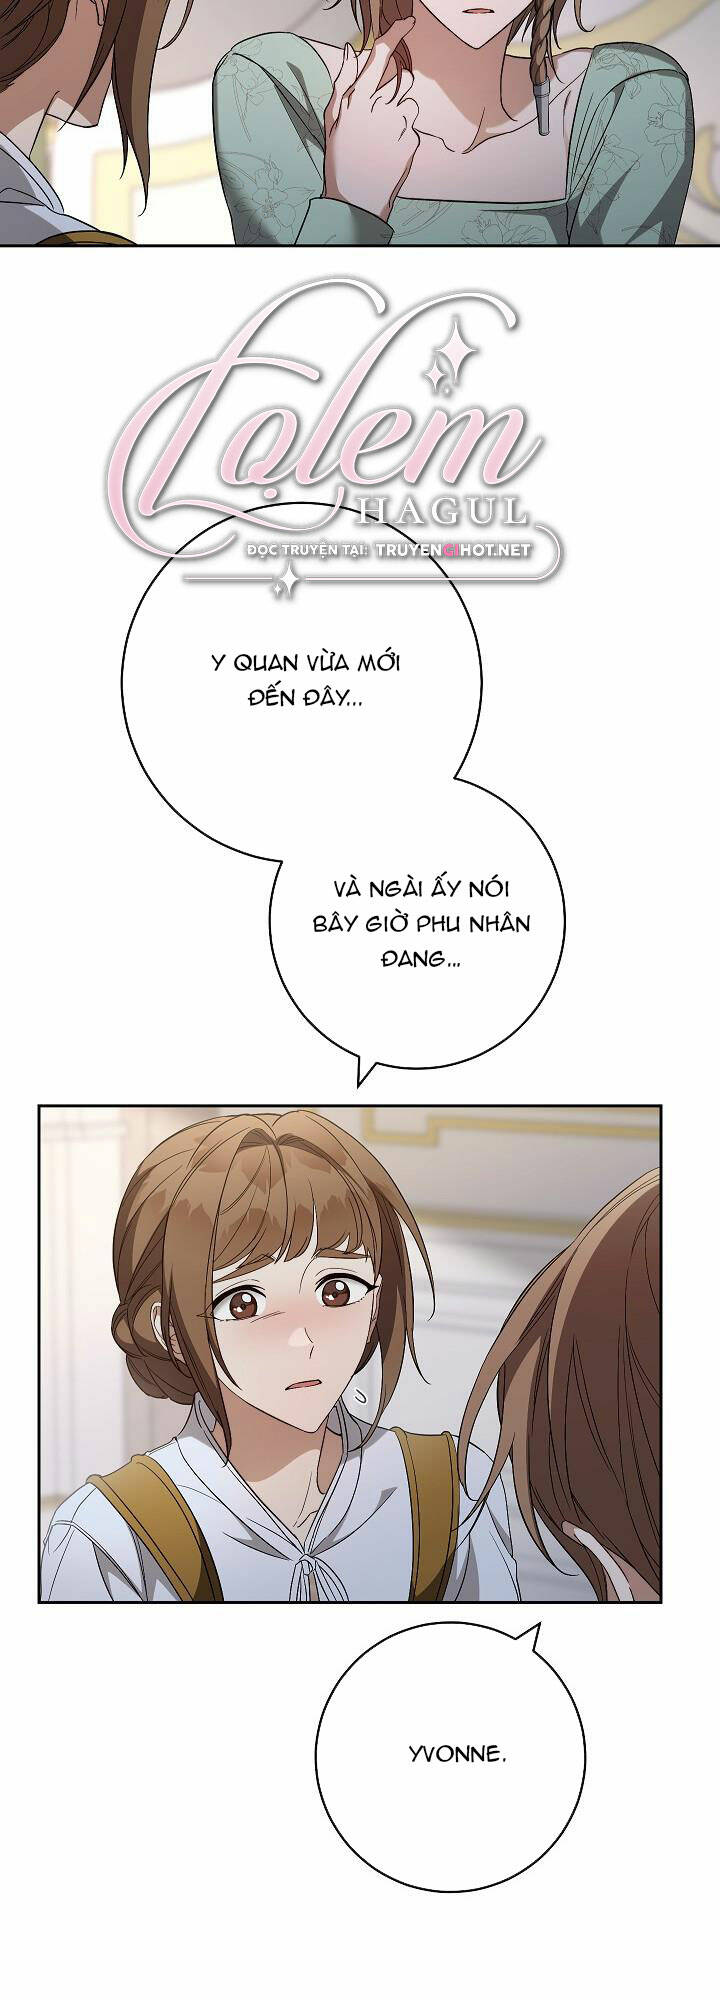 Lọlem
HAGUL
ĐỌC TRUYỆN TẠI: TRUYENGIHOT.NET
Y QUAN VỪA MỚI
ĐẾN ĐÂY...
VÀ NGÀI ẤY NÓI
BÂY GIỜ PHU NHÂN
ĐANG...
YVONNE.